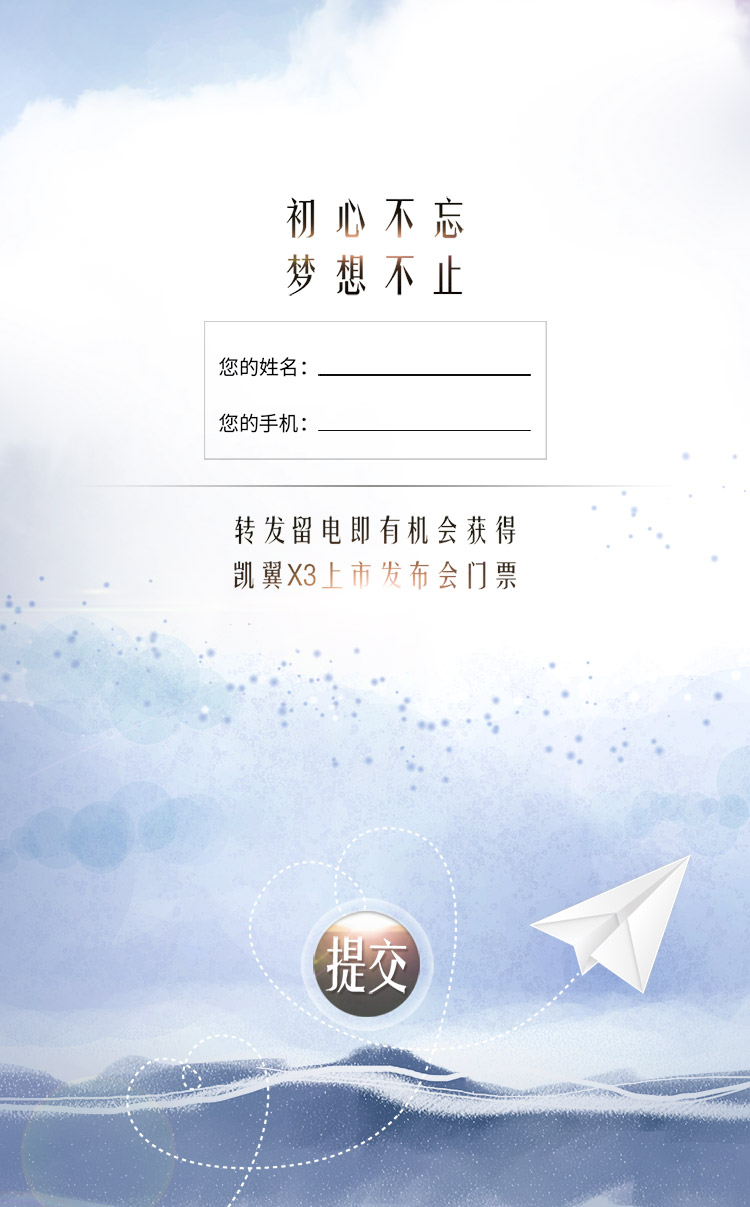 初心不忘
梦想不止
您的姓名：
您的手机：
转发留电即有机会获得
凯翼X3上市发布会门票
提交